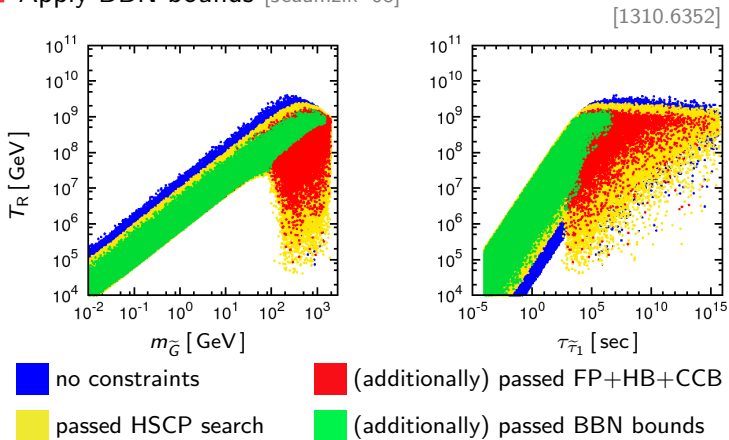 Apply BBN bounds
[1310.6352]
10¹¹
10¹⁰
10⁹
10⁸
10⁷
10⁶
10⁵
10⁴
T_R [GeV]
10⁻² 10⁻¹ 10⁰ 10¹ 10² 10³
m_G̃ [GeV]
10¹¹
10¹⁰
10⁹
10⁸
10⁷
10⁶
10⁵
10⁴
10⁻⁵ 10⁰ 10⁵ 10¹⁰ 10¹⁵
τ_τ̃₁ [sec]
no constraints
(additionally) passed FP+HB+CCB
passed HSCP search
(additionally) passed BBN bounds